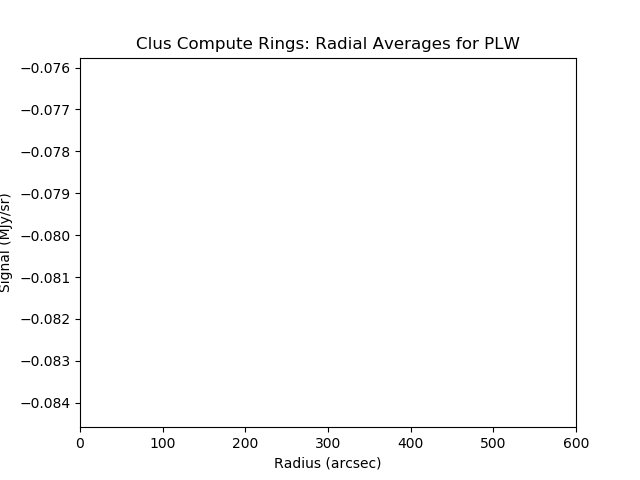 Clus Compute Rings: Radial Averages for PLW
−0.076
−0.077
−0.078
−0.079
−0.080
−0.081
−0.082
−0.083
−0.084
Signal (MJy/sr)
0 100 200 300 400 500 600
Radius (arcsec)